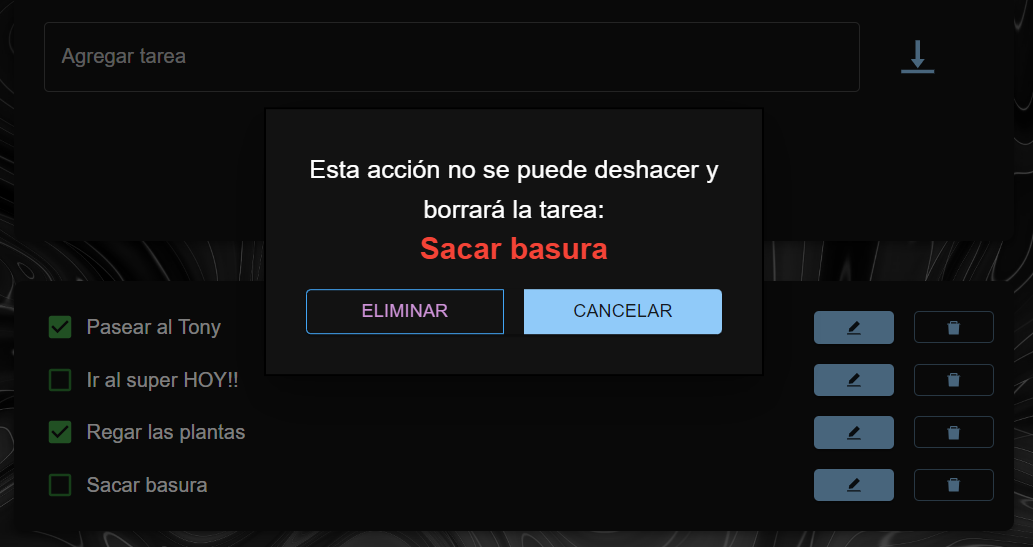 Agregar tarea
Esta acción no se puede deshacer y
borrará la tarea:
Sacar basura
ELIMINAR
CANCELAR
Pasear al Tony
Ir al super HOY!!
Regar las plantas
Sacar basura